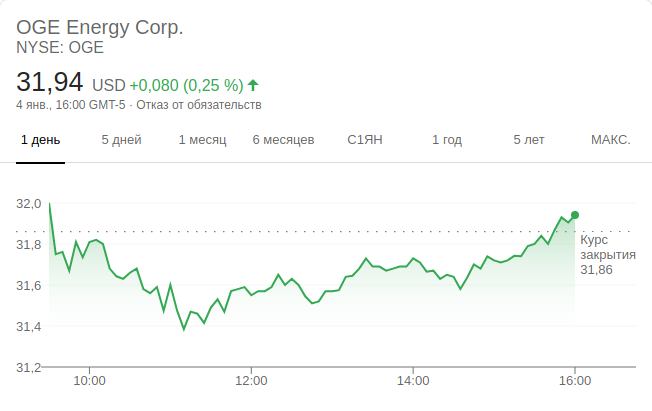 OGE Energy Corp.
NYSE: OGE
31,94 USD +0,080 (0,25 %)
4 янв., 16:00 GMT-5 · Отказ от обязательств
1 день 5 дней 1 месяц 6 месяцев С1ЯН 1 год 5 лет МАКС.
32,0
31,8
31,6
31,4
31,2
Курс
закрытия
31,86
10:00 12:00 14:00 16:00